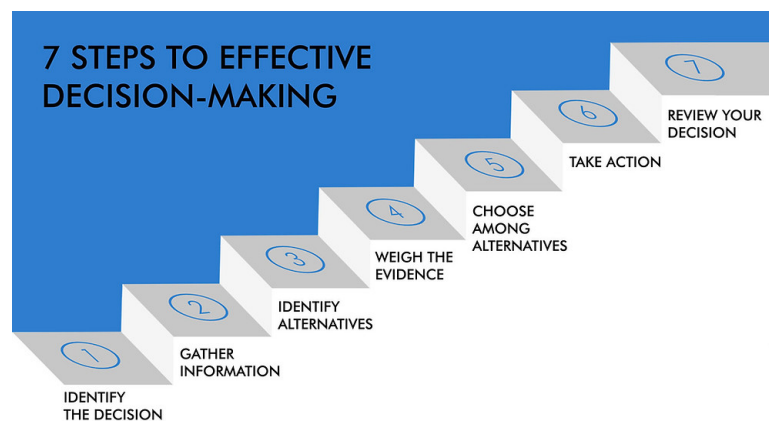 7 STEPS TO EFFECTIVE
DECISION-MAKING
1
IDENTIFY
THE DECISION
2
GATHER
INFORMATION
3
IDENTIFY
ALTERNATIVES
4
WEIGH THE
EVIDENCE
5
CHOOSE
AMONG
ALTERNATIVES
6
TAKE ACTION
7
REVIEW YOUR
DECISION